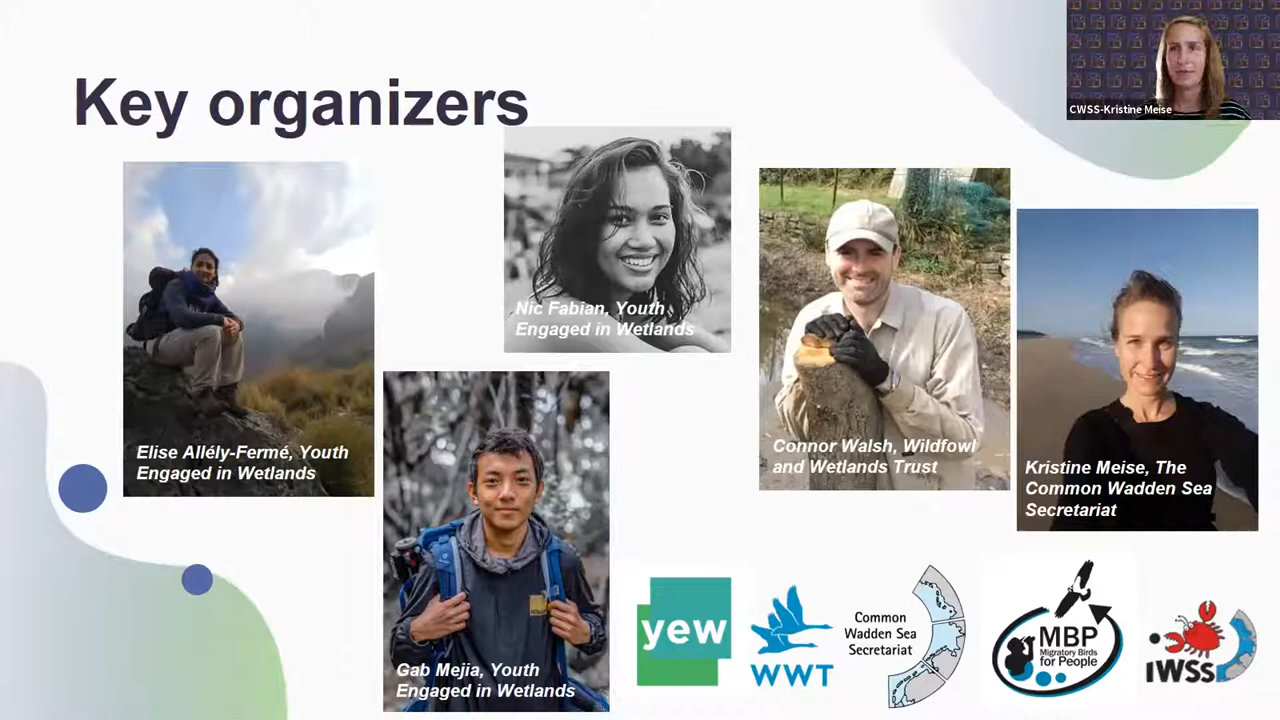 Key organizers
CWSS-Kristine Meise
Nic Fabian, Youth
Engaged in Wetlands
Elise Allély-Fermé, Youth
Engaged in Wetlands
Connor Walsh, Wildfowl
and Wetlands Trust
Kristine Meise, The
Common Wadden Sea
Secretariat
Gab Mejia, Youth
Engaged in Wetlands
yew
WWT
Common
Wadden Sea
Secretariat
MBP
Migratory Birds
for People
IWSS